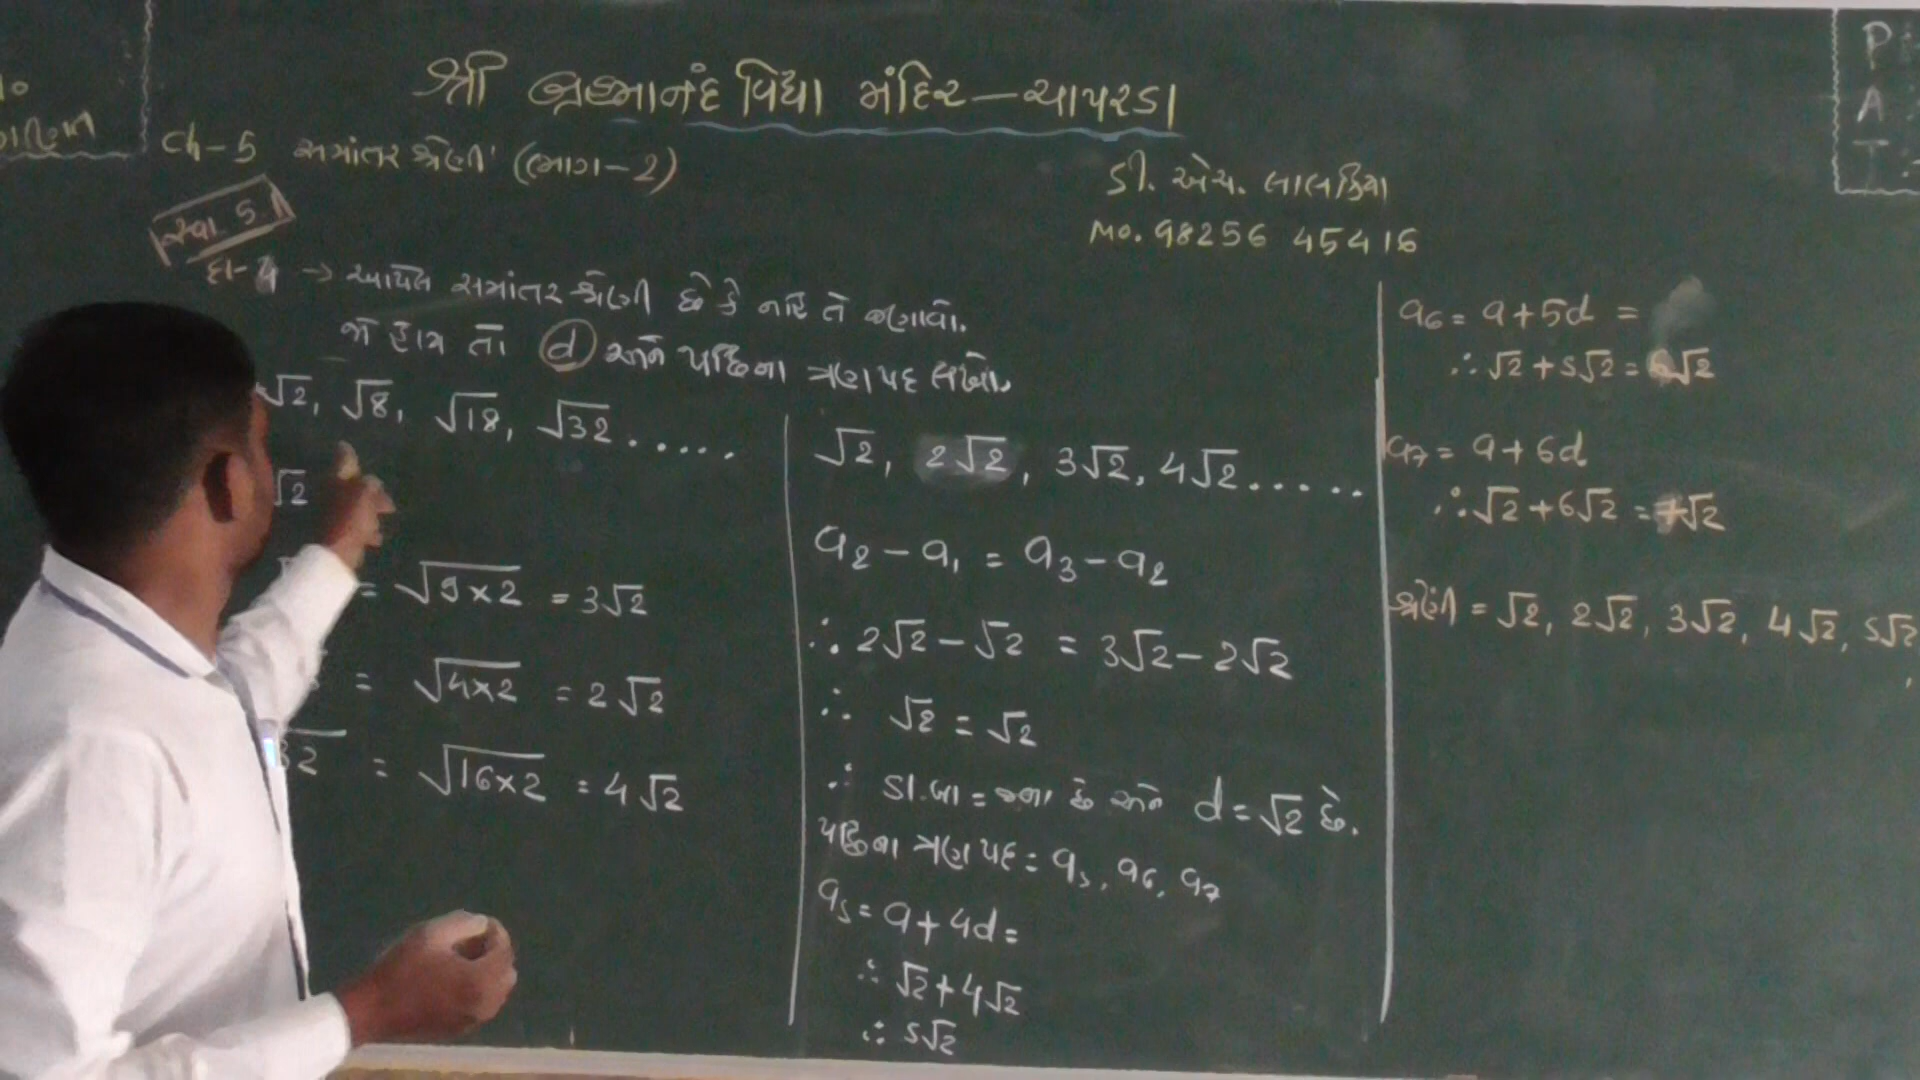 શ્રી બ્રહ્માનંદ વિદ્યા મંદિર – ચાપરડા
Ch-5 સમાંતર શ્રેણી (ભાગ-2)
ડી. એચ. લાલકિયા
Mo. 98256 45416
સ્વા. 5.1
દા-4 → આપેલ સમાંતર શ્રેણી છે કે નહિ તે જણાવો.
જો હોય તો d અને પછીના ત્રણ પદ લખો.
√2, √8, √18, √32.....
√2
= √9×2 = 3√2
= √4×2 = 2√2
32 = √16×2 = 4√2
√2, 2√2, 3√2, 4√2.....
a₂ – a₁ = a₃ – a₂
∴ 2√2 – √2 = 3√2 – 2√2
∴ √2 = √2
∴ ડા.બા = જ.બા છે અને d = √2 છે.
પછીના ત્રણ પદ = a₅, a₆, a₇
a₅ = a + 4d =
∴ √2 + 4√2
∴ 5√2
a₆ = a + 5d =
∴ √2 + 5√2 = 6√2
a₇ = a + 6d
∴ √2 + 6√2 = 7√2
શ્રેણી = √2, 2√2, 3√2, 4√2, 5√2,
P
A
T